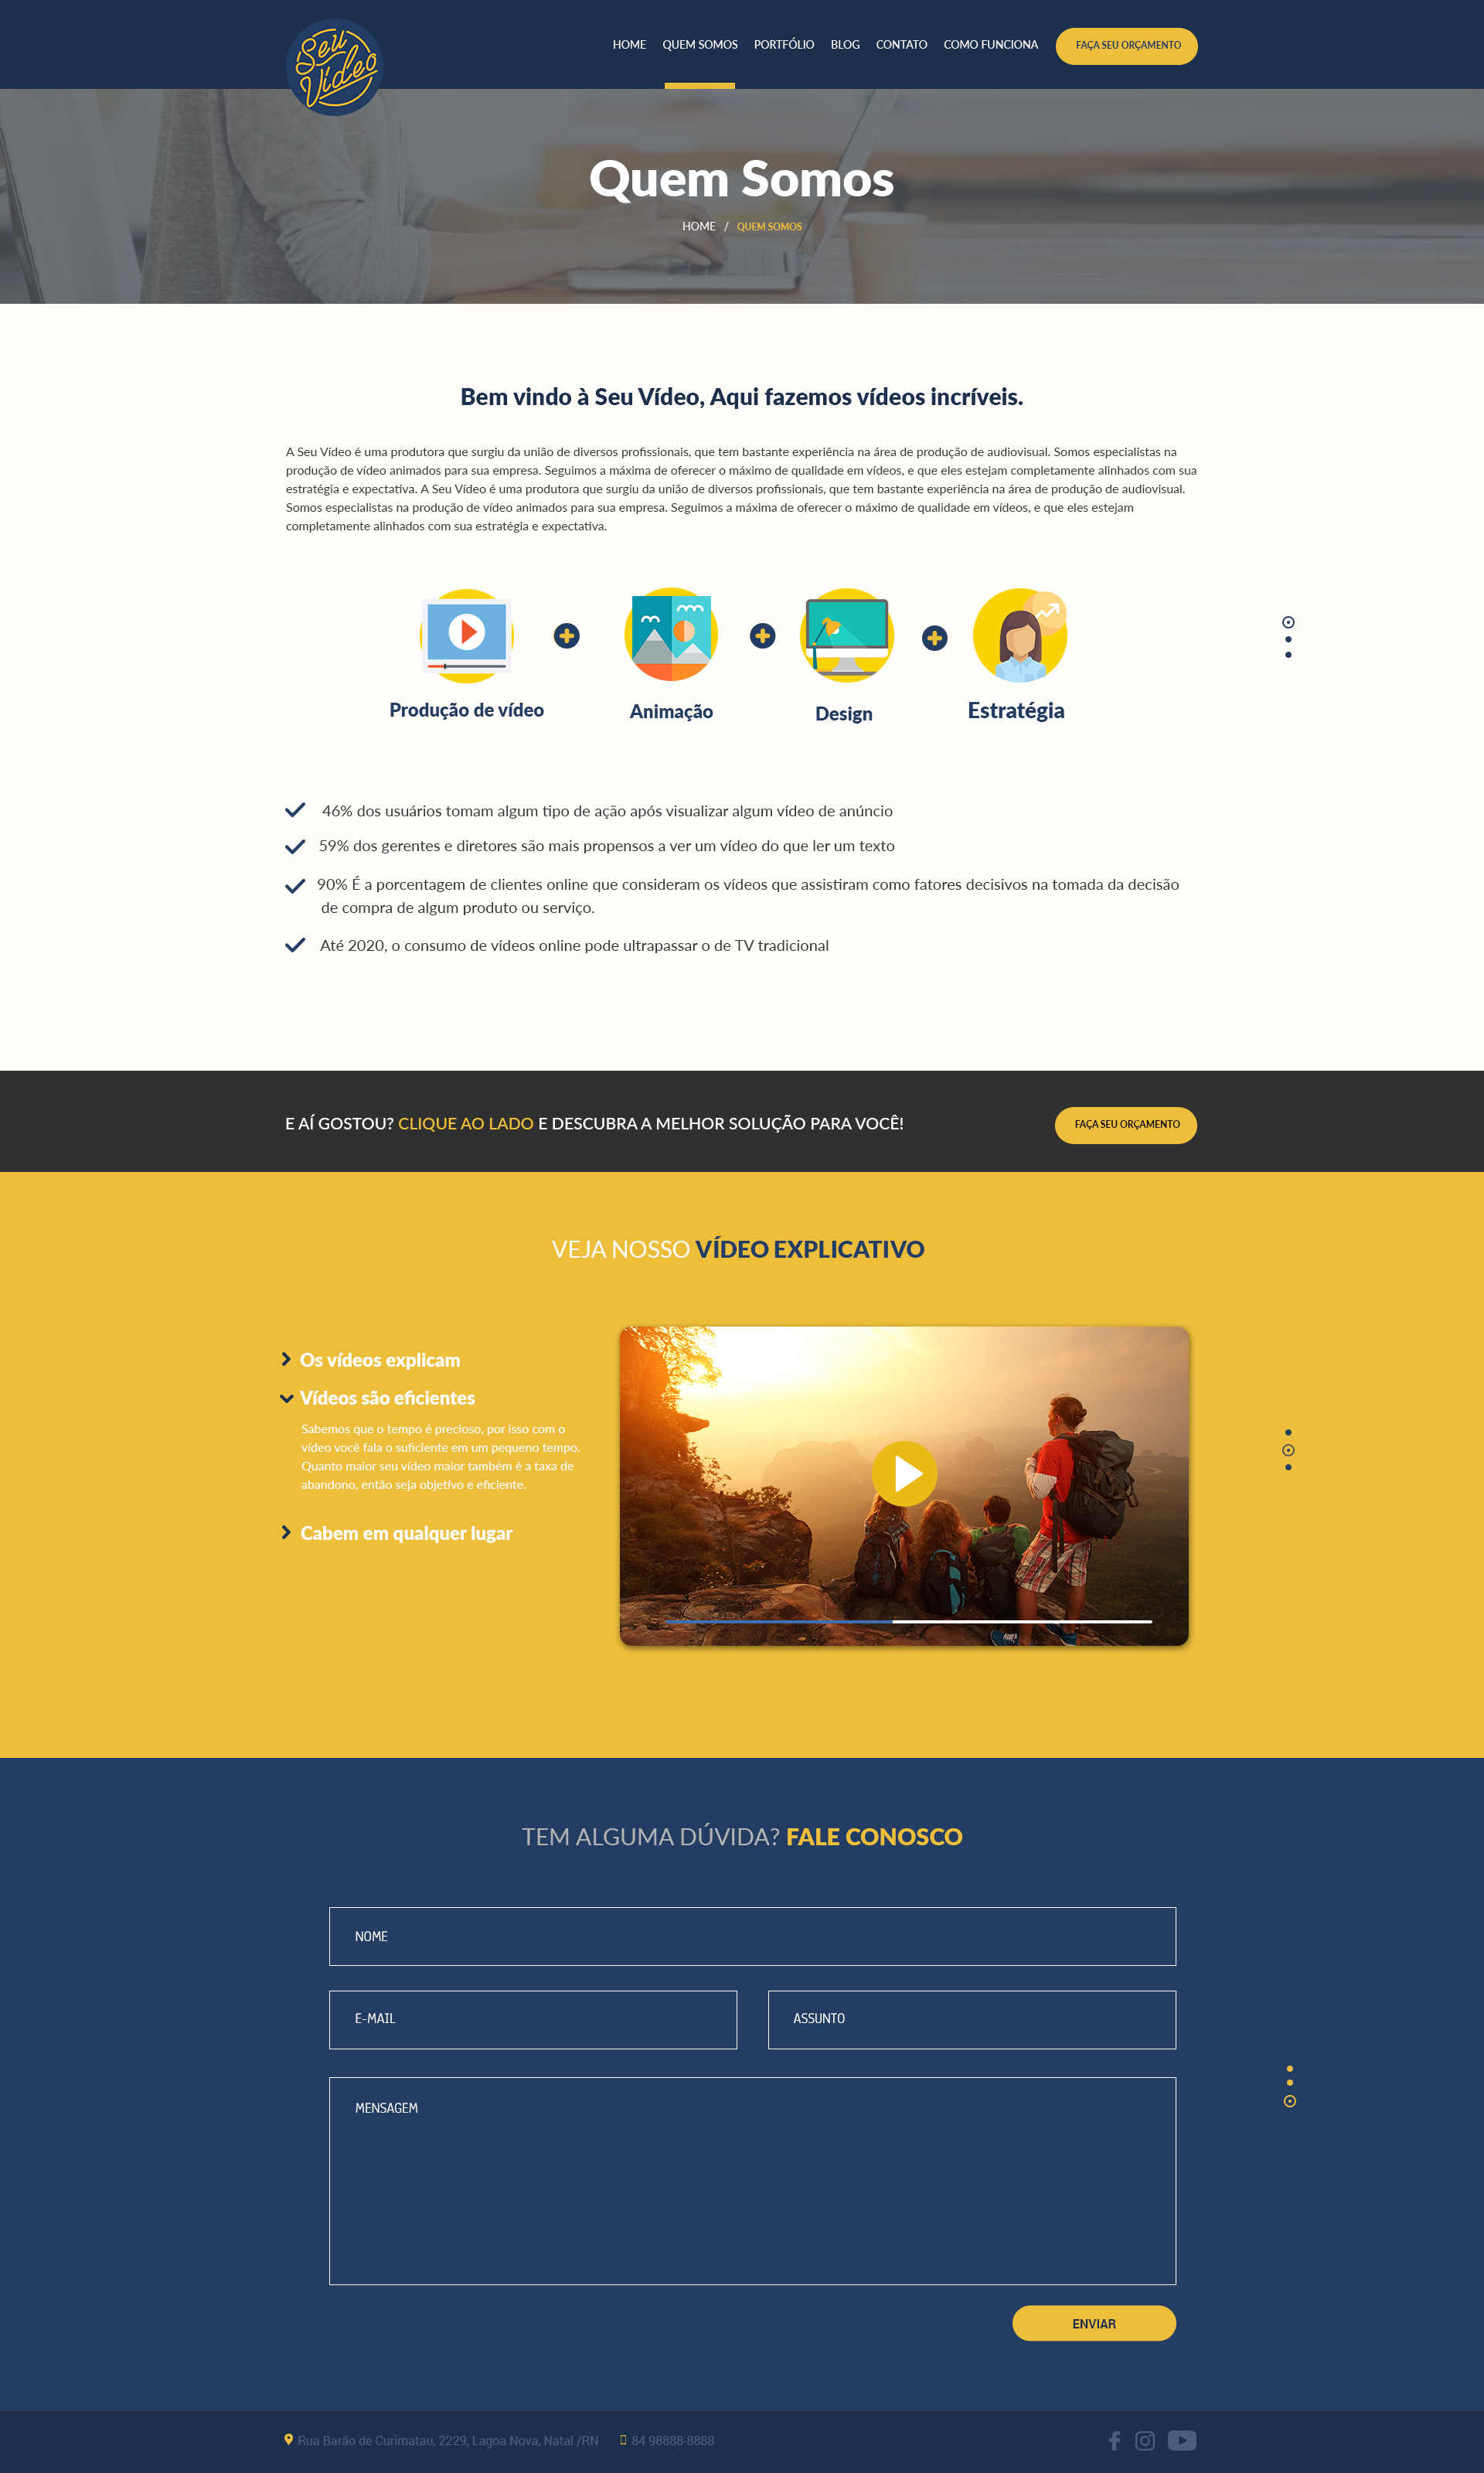 Seu
Vídeo
HOME QUEM SOMOS PORTFÓLIO BLOG CONTATO COMO FUNCIONA FAÇA SEU ORÇAMENTO
Quem Somos
HOME / QUEM SOMOS
Bem vindo à Seu Vídeo, Aqui fazemos vídeos incríveis.
A Seu Vídeo é uma produtora que surgiu da união de diversos profissionais, que tem bastante experiência na área de produção de audiovisual. Somos especialistas na
produção de vídeo animados para sua empresa. Seguimos a máxima de oferecer o máximo de qualidade em vídeos, e que eles estejam completamente alinhados com sua
estratégia e expectativa. A Seu Vídeo é uma produtora que surgiu da união de diversos profissionais, que tem bastante experiência na área de produção de audiovisual.
Somos especialistas na produção de vídeo animados para sua empresa. Seguimos a máxima de oferecer o máximo de qualidade em vídeos, e que eles estejam
completamente alinhados com sua estratégia e expectativa.
Produção de vídeo Animação Design Estratégia
46% dos usuários tomam algum tipo de ação após visualizar algum vídeo de anúncio
59% dos gerentes e diretores são mais propensos a ver um vídeo do que ler um texto
90% É a porcentagem de clientes online que consideram os vídeos que assistiram como fatores decisivos na tomada da decisão
de compra de algum produto ou serviço.
Até 2020, o consumo de vídeos online pode ultrapassar o de TV tradicional
E AÍ GOSTOU? CLIQUE AO LADO E DESCUBRA A MELHOR SOLUÇÃO PARA VOCÊ! FAÇA SEU ORÇAMENTO
VEJA NOSSO VÍDEO EXPLICATIVO
Os vídeos explicam
Vídeos são eficientes
Sabemos que o tempo é precioso, por isso com o
vídeo você fala o suficiente em um pequeno tempo.
Quanto maior seu vídeo maior também é a taxa de
abandono, então seja objetivo e eficiente.
Cabem em qualquer lugar
TEM ALGUMA DÚVIDA? FALE CONOSCO
NOME
E-MAIL ASSUNTO
MENSAGEM
ENVIAR
Rua Barão de Curimatau, 2229, Lagoa Nova, Natal /RN 84 98888-8888